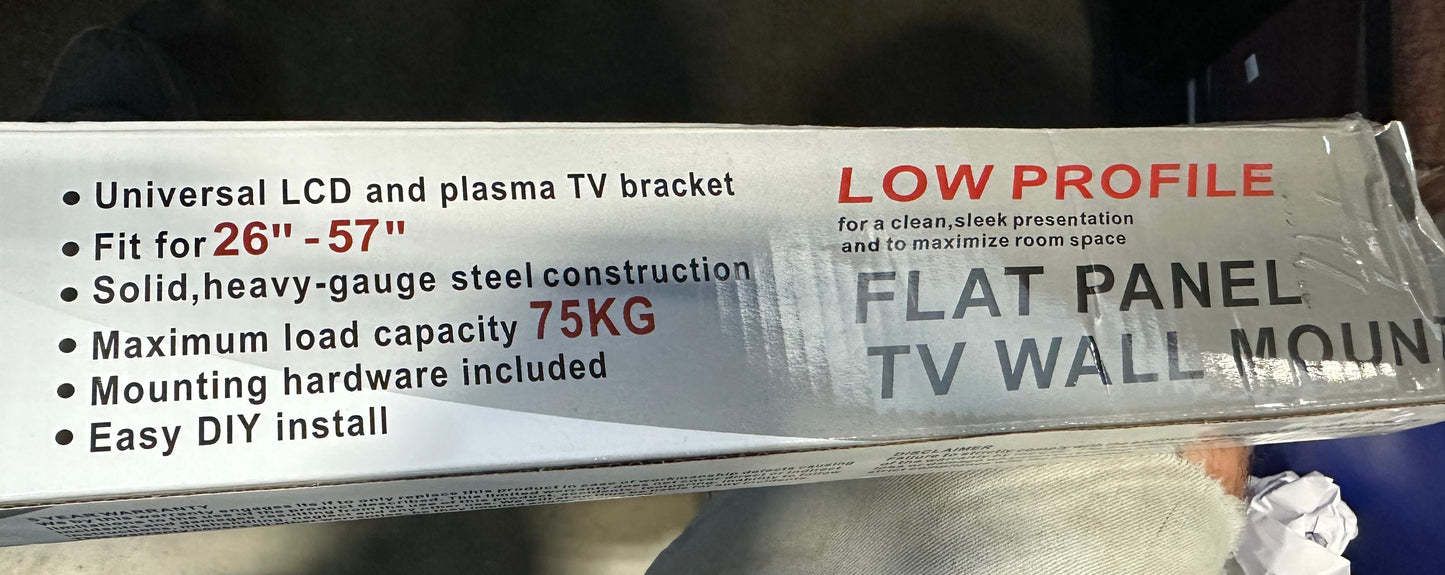 • Universal LCD and plasma TV bracket
• Fit for 26" - 57"
• Solid,heavy-gauge steel construction
• Maximum load capacity 75KG
• Mounting hardware included
• Easy DIY install
LOW PROFILE
for a clean,sleek presentation
and to maximize room space
FLAT PANEL
TV WALL MOUNT
WARRANTY
DISCLAIMER